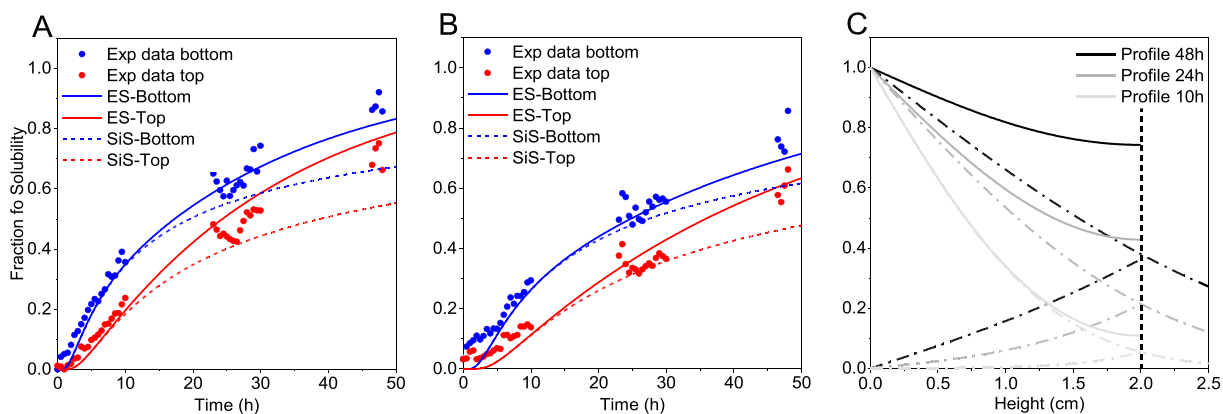 A
Exp data bottom
Exp data top
ES-Bottom
ES-Top
SiS-Bottom
SiS-Top
Fraction fo Solubility
1.0
0.8
0.6
0.4
0.2
0.0
0 10 20 30 40 50
Time (h)
B
Exp data bottom
Exp data top
ES-Bottom
ES-Top
SiS-Bottom
SiS-Top
1.0
0.8
0.6
0.4
0.2
0.0
0 10 20 30 40 50
Time (h)
C
Profile 48h
Profile 24h
Profile 10h
1.0
0.8
0.6
0.4
0.2
0.0
0.0 0.5 1.0 1.5 2.0 2.5
Height (cm)